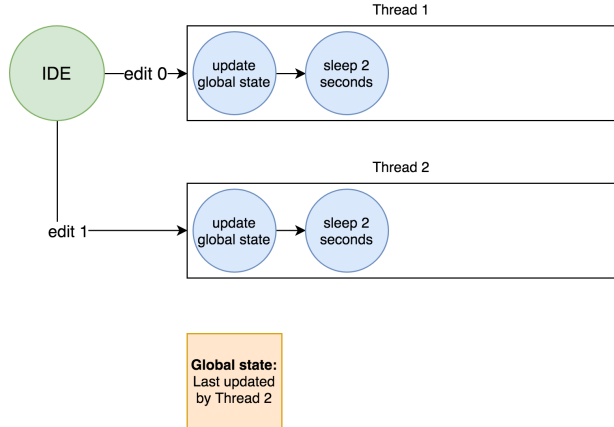 Thread 1
IDE
edit 0
update
global state
sleep 2
seconds
Thread 2
edit 1
update
global state
sleep 2
seconds
Global state:
Last updated
by Thread 2